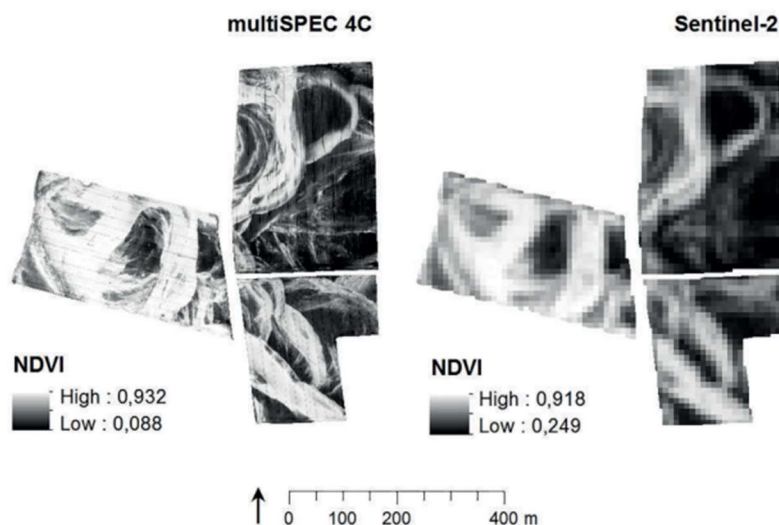 multiSPEC 4C
Sentinel-2
NDVI
High : 0,932
Low : 0,088
NDVI
High : 0,918
Low : 0,249
0 100 200 400 m